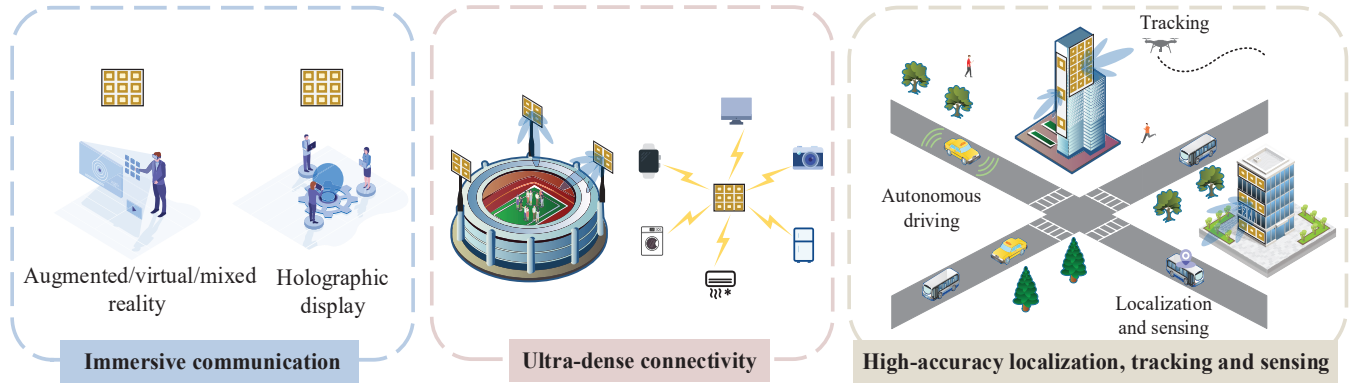 Augmented/virtual/mixed
reality
Holographic
display
Immersive communication
Ultra-dense connectivity
Tracking
Autonomous
driving
Localization
and sensing
High-accuracy localization, tracking and sensing